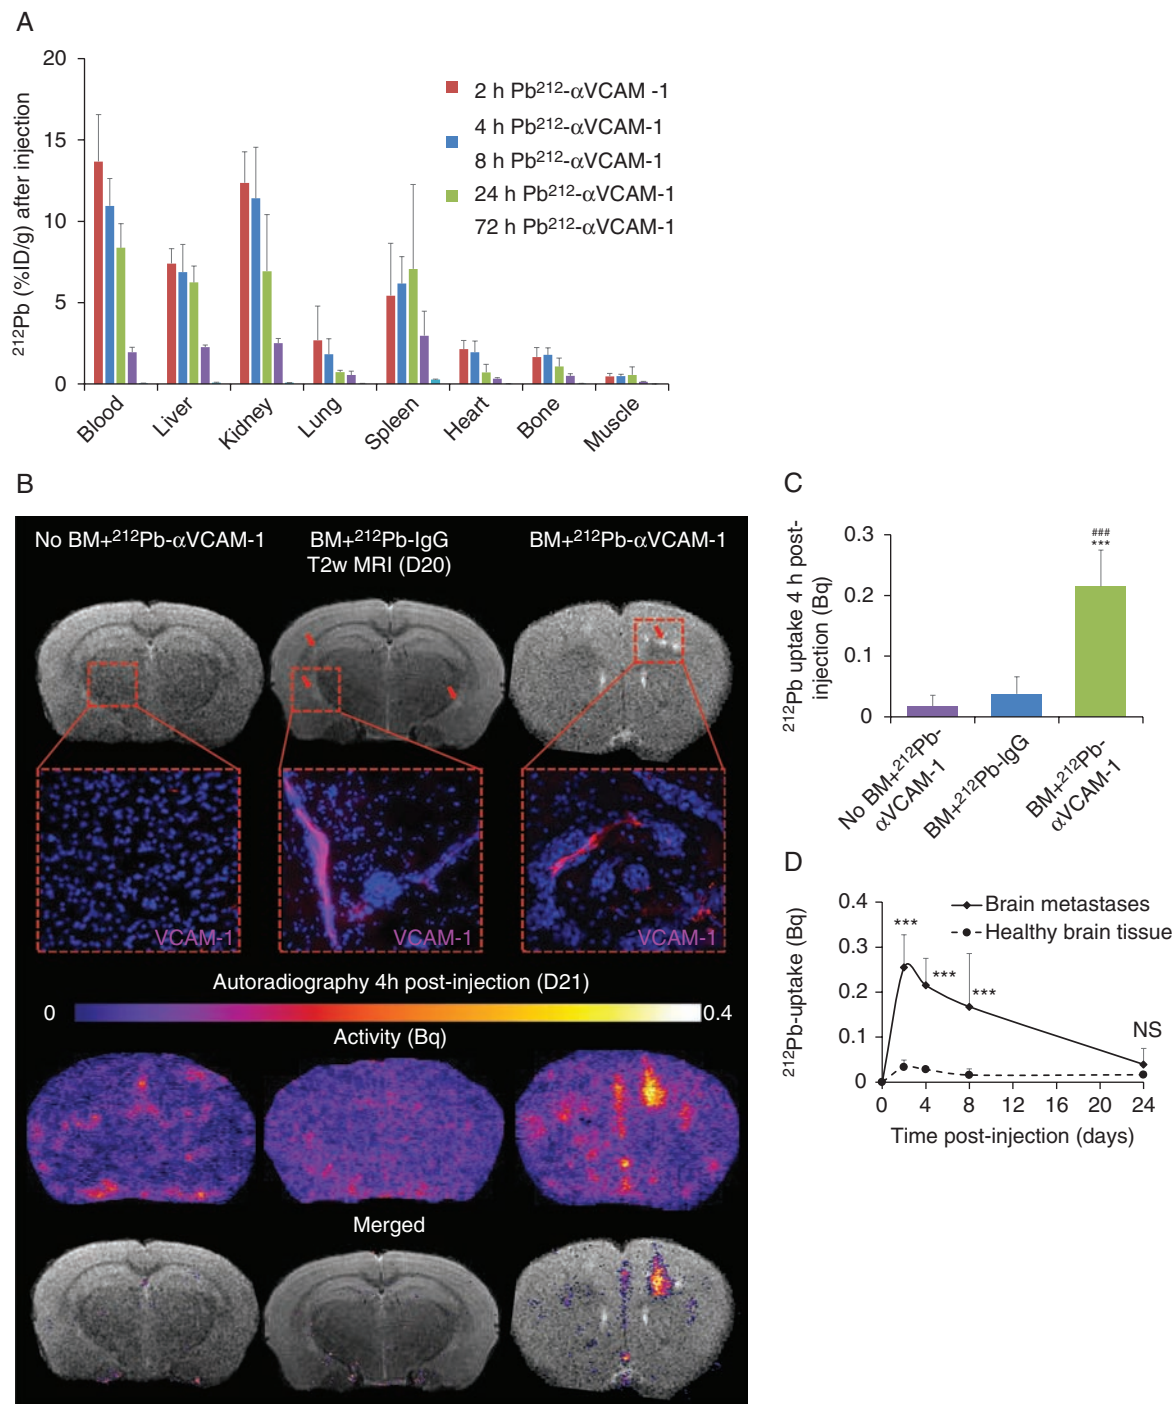 A
20
15
10
5
0
²¹²Pb (%ID/g) after injection
2 h Pb²¹²-αVCAM -1
4 h Pb²¹²-αVCAM-1
8 h Pb²¹²-αVCAM-1
24 h Pb²¹²-αVCAM-1
72 h Pb²¹²-αVCAM-1
Blood
Liver
Kidney
Lung
Spleen
Heart
Bone
Muscle
B
No BM+²¹²Pb-αVCAM-1
BM+²¹²Pb-IgG
BM+²¹²Pb-αVCAM-1
T2w MRI (D20)
VCAM-1
VCAM-1
VCAM-1
Autoradiography 4h post-injection (D21)
0
0.4
Activity (Bq)
Merged
C
²¹²Pb uptake 4 h post-
injection (Bq)
0.3
0.2
0.1
0
###
***
No BM+²¹²Pb-
αVCAM-1
BM+²¹²Pb-IgG
BM+²¹²Pb-
αVCAM-1
D
²¹²Pb-uptake (Bq)
0.4
0.3
0.2
0.1
0
Brain metastases
Healthy brain tissue
***
***
***
NS
0
4
8
12
16
20
24
Time post-injection (days)